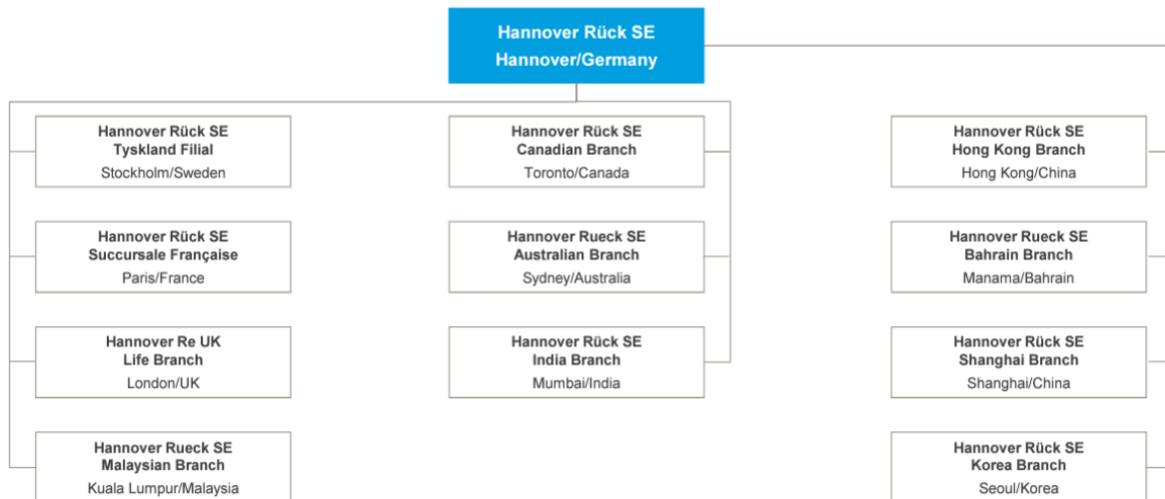 Hannover Rück SE
Hannover/Germany
Hannover Rück SE
Tyskland Filial
Stockholm/Sweden
Hannover Rück SE
Canadian Branch
Toronto/Canada
Hannover Rück SE
Hong Kong Branch
Hong Kong/China
Hannover Rück SE
Succursale Française
Paris/France
Hannover Rueck SE
Australian Branch
Sydney/Australia
Hannover Rueck SE
Bahrain Branch
Manama/Bahrain
Hannover Re UK
Life Branch
London/UK
Hannover Rück SE
India Branch
Mumbai/India
Hannover Rück SE
Shanghai Branch
Shanghai/China
Hannover Rueck SE
Malaysian Branch
Kuala Lumpur/Malaysia
Hannover Rück SE
Korea Branch
Seoul/Korea